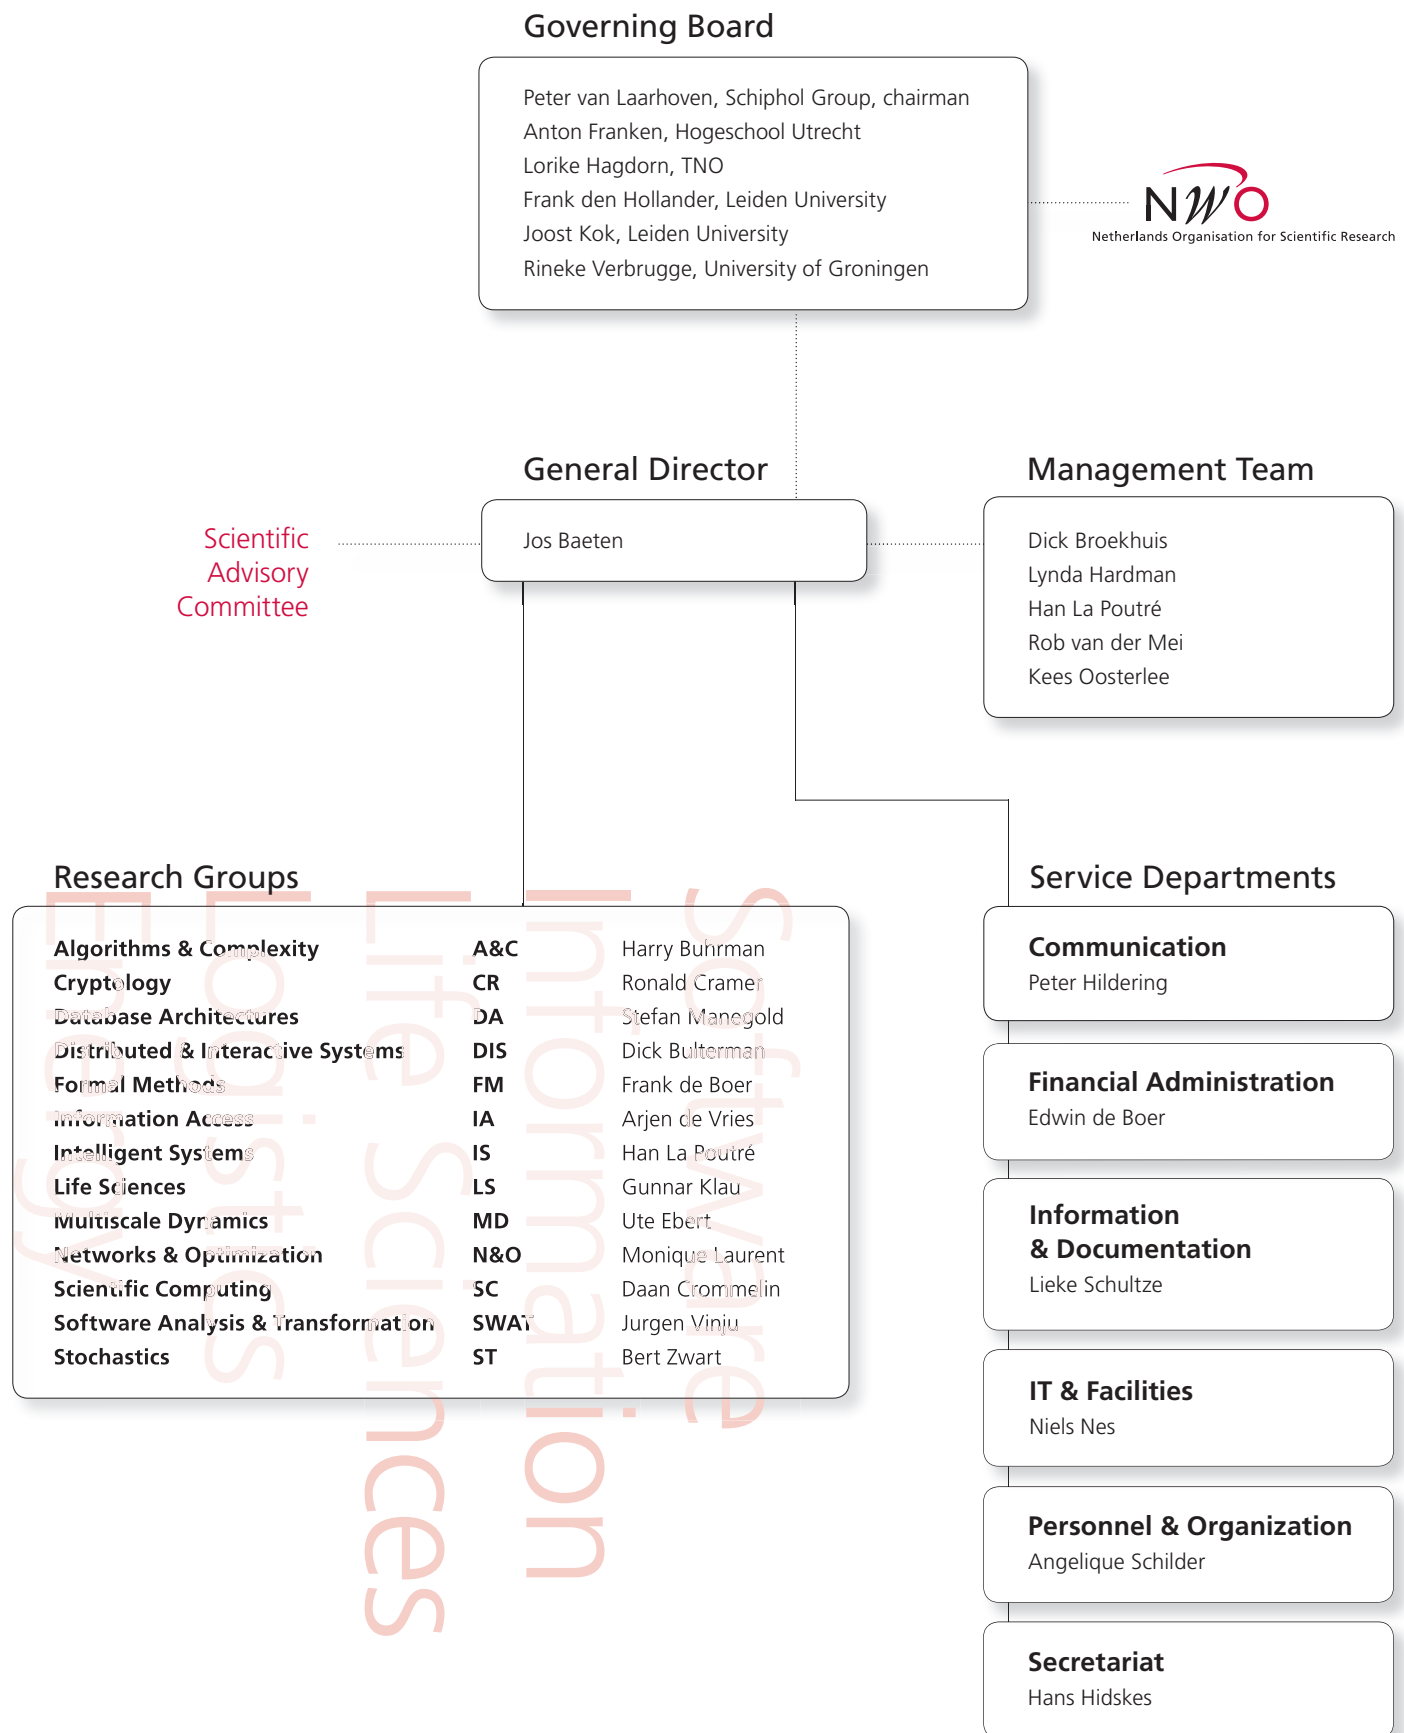 Governing Board
Peter van Laarhoven, Schiphol Group, chairman
Anton Franken, Hogeschool Utrecht
Lorike Hagdorn, TNO
Frank den Hollander, Leiden University
Joost Kok, Leiden University
Rineke Verbrugge, University of Groningen
NWO
Netherlands Organisation for Scientific Research
General Director
Jos Baeten
Scientific
Advisory
Committee
Management Team
Dick Broekhuis
Lynda Hardman
Han La Poutré
Rob van der Mei
Kees Oosterlee
Research Groups
Algorithms & Complexity A&C Harry Buhrman
Cryptology CR Ronald Cramer
Database Architectures DA Stefan Manegold
Distributed & Interactive Systems DIS Dick Bulterman
Formal Methods FM Frank de Boer
Information Access IA Arjen de Vries
Intelligent Systems IS Han La Poutré
Life Sciences LS Gunnar Klau
Multiscale Dynamics MD Ute Ebert
Networks & Optimization N&O Monique Laurent
Scientific Computing SC Daan Crommelin
Software Analysis & Transformation SWAT Jurgen Vinju
Stochastics ST Bert Zwart
Software
Information
Life Sciences
Logistics
Energy
Service Departments
Communication
Peter Hildering
Financial Administration
Edwin de Boer
Information
& Documentation
Lieke Schultze
IT & Facilities
Niels Nes
Personnel & Organization
Angelique Schilder
Secretariat
Hans Hidskes